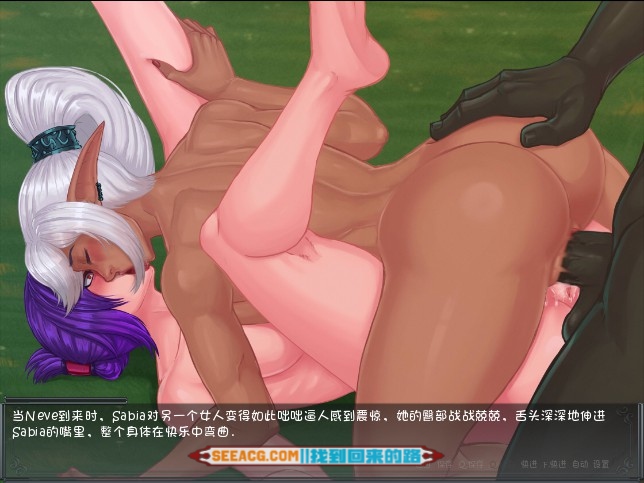 当Neve到来时, Sabia对另一个女人变得如此咄咄逼人感到震惊, 她的臀部战战兢兢, 舌头深深地伸进
Sabia的嘴里, 整个身体在快乐中弯曲.
SEEACG.COM||找到回来的路
自动 设置